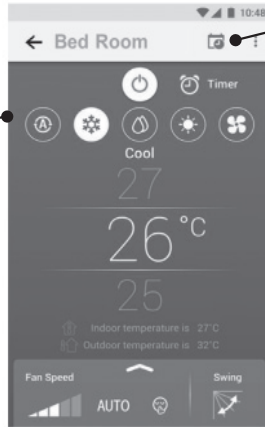 10:48
Bed Room
Timer
A
Cool
27
26°C
25
Indoor temperature is 27°C
Outdoor temperature is 32°C
Fan Speed
Swing
AUTO